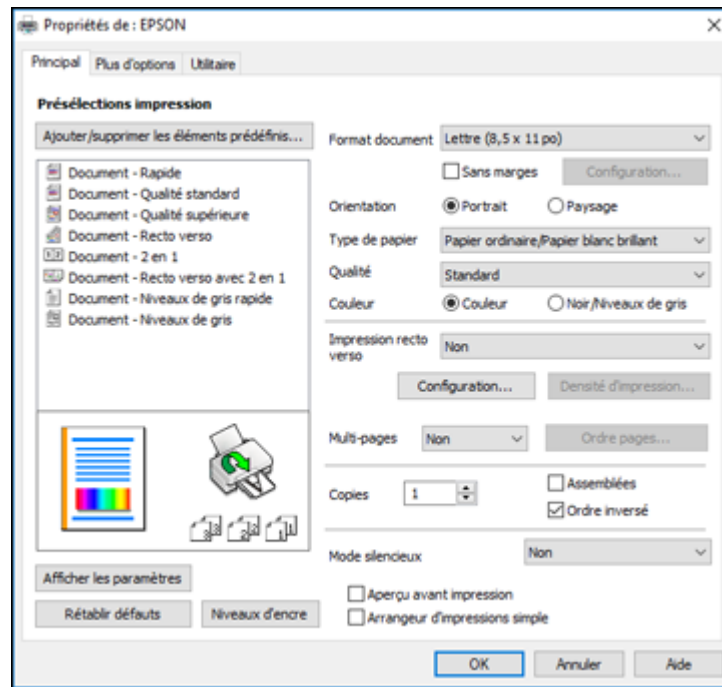 Propriétés de : EPSON
Principal Plus d'options Utilitaire
Présélections impression
Ajouter/supprimer les éléments prédéfinis...
Document - Rapide
Document - Qualité standard
Document - Qualité supérieure
Document - Recto verso
Document - 2 en 1
Document - Recto verso avec 2 en 1
Document - Niveaux de gris rapide
Document - Niveaux de gris
Afficher les paramètres
Rétablir défauts Niveaux d'encre
Format document Lettre (8,5 x 11 po)
Sans marges Configuration...
Orientation Portrait Paysage
Type de papier Papier ordinaire/Papier blanc brillant
Qualité Standard
Couleur Couleur Noir/Niveaux de gris
Impression recto
verso
Non
Configuration... Densité d'impression...
Multi-pages Non Ordre pages...
Copies 1 Assemblées
Ordre inversé
Mode silencieux Non
Aperçu avant impression
Arrangeur d'impressions simple
OK Annuler Aide